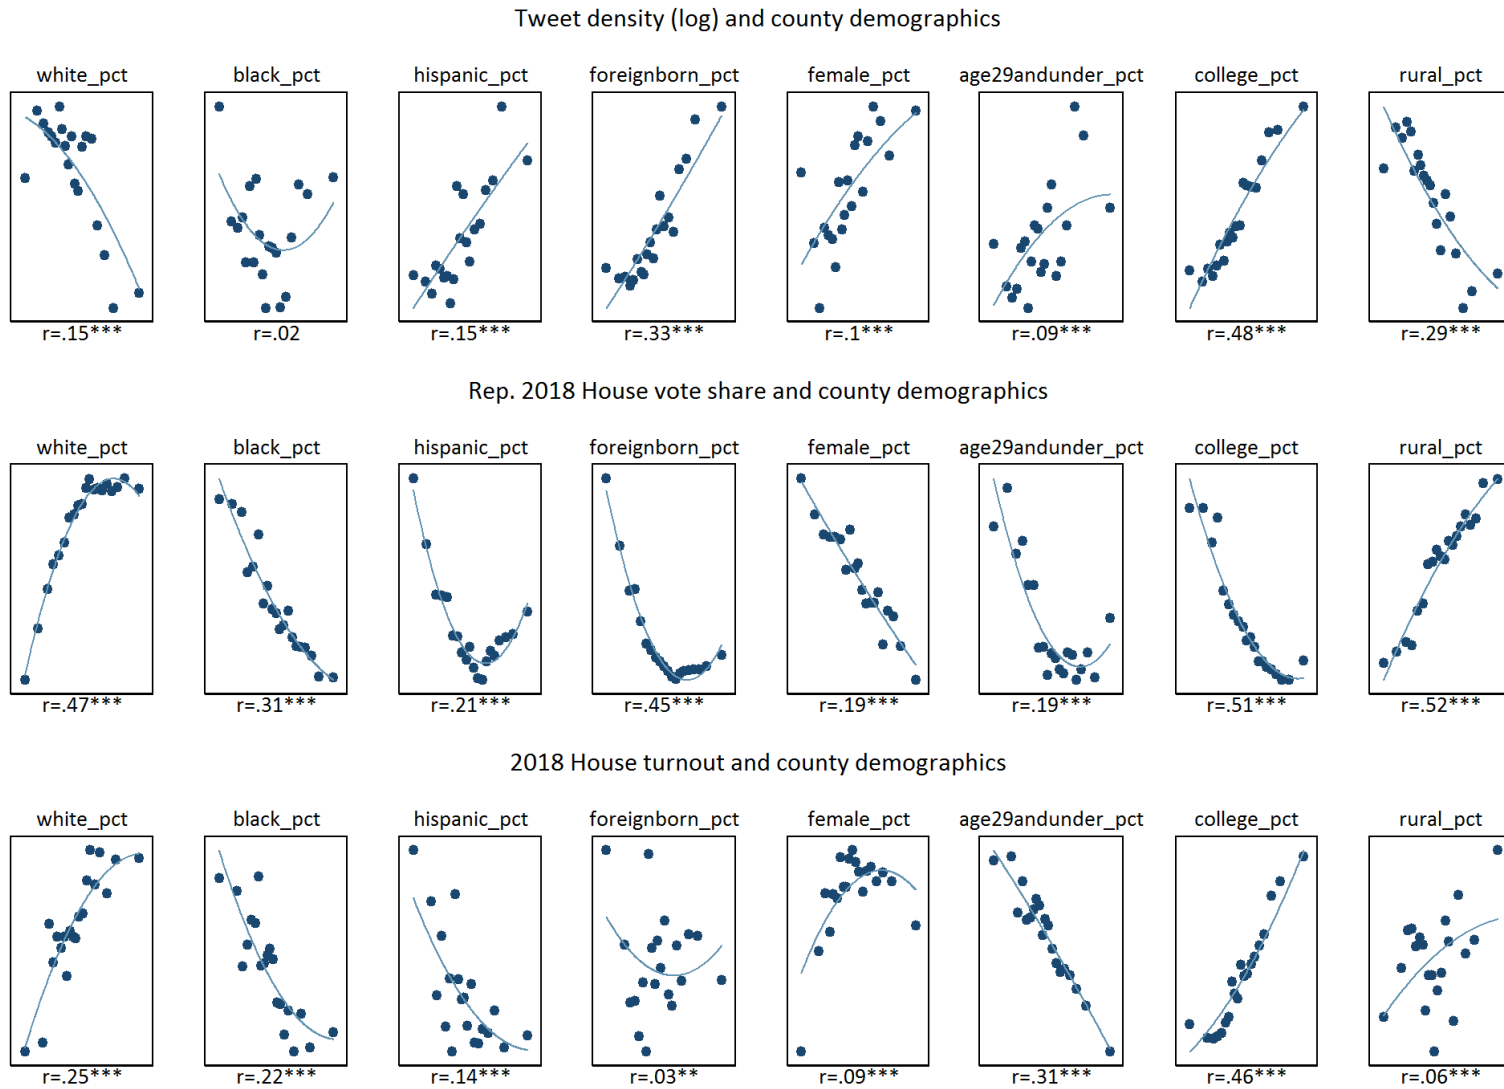 Tweet density (log) and county demographics
white_pct black_pct hispanic_pct foreignborn_pct female_pct age29andunder_pct college_pct rural_pct
r=.15*** r=.02 r=.15*** r=.33*** r=.1*** r=.09*** r=.48*** r=.29***
Rep. 2018 House vote share and county demographics
white_pct black_pct hispanic_pct foreignborn_pct female_pct age29andunder_pct college_pct rural_pct
r=.47*** r=.31*** r=.21*** r=.45*** r=.19*** r=.19*** r=.51*** r=.52***
2018 House turnout and county demographics
white_pct black_pct hispanic_pct foreignborn_pct female_pct age29andunder_pct college_pct rural_pct
r=.25*** r=.22*** r=.14*** r=.03** r=.09*** r=.31*** r=.46*** r=.06***